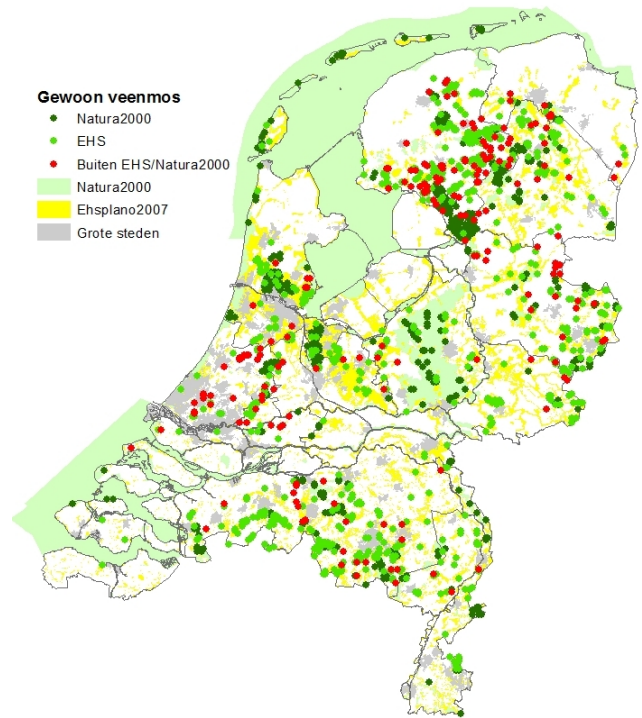 Gewoon veenmos
Natura2000
EHS
Buiten EHS/Natura2000
Natura2000
Ehsplano2007
Grote steden